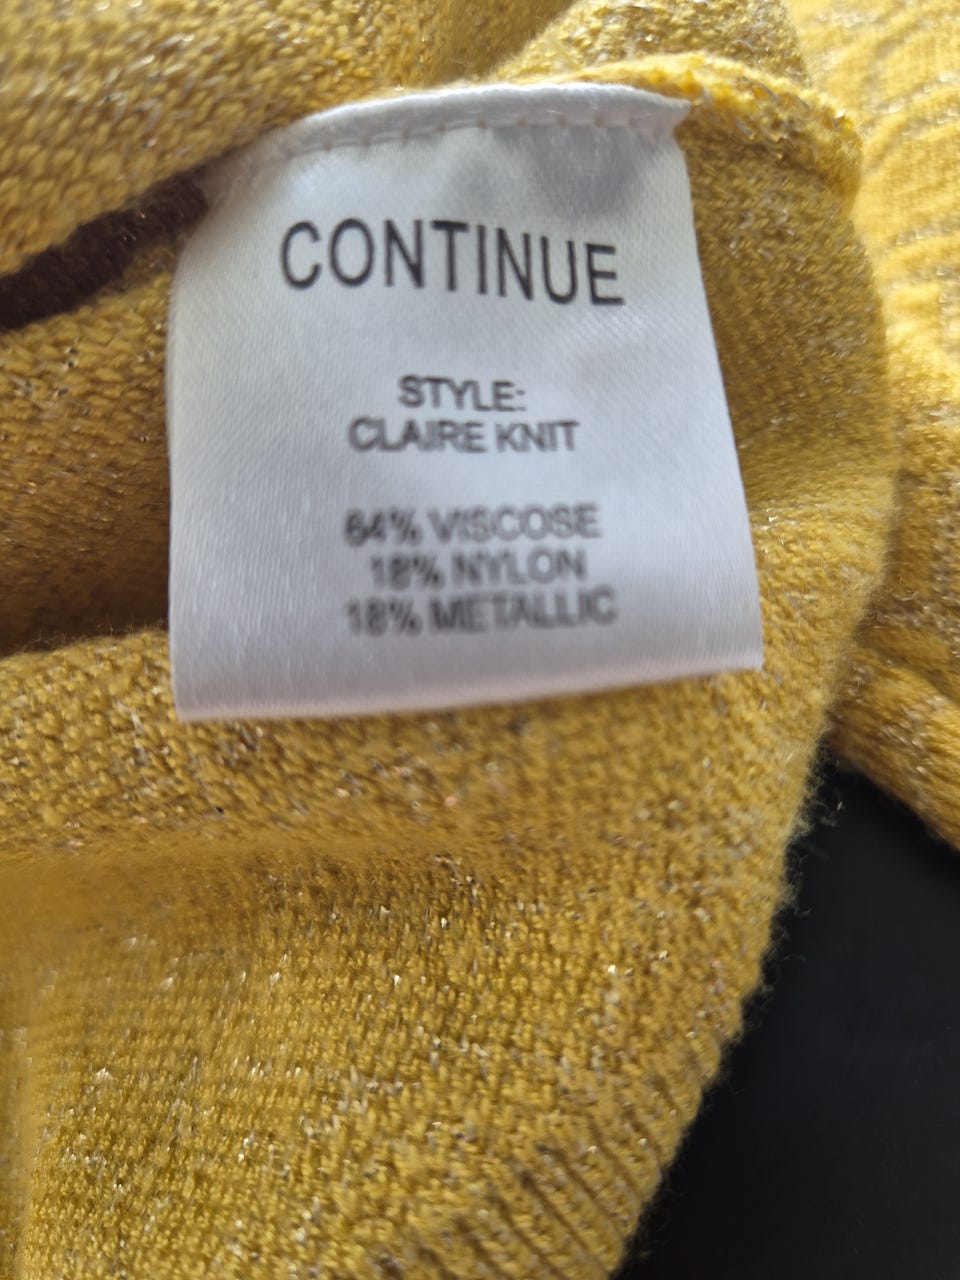 CONTINUE
STYLE:
CLAIRE KNIT
64% VISCOSE
18% NYLON
18% METALLIC